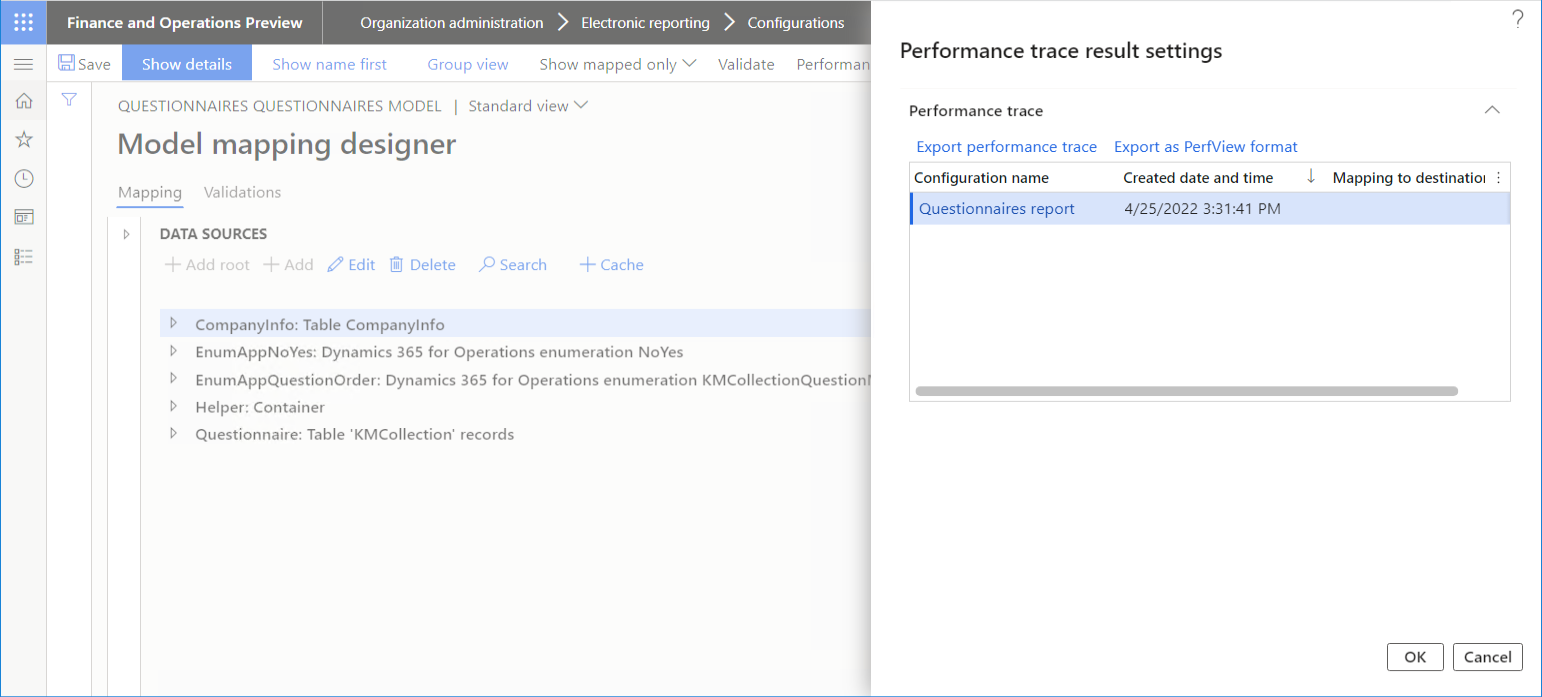 Finance and Operations Preview
Organization administration
Electronic reporting
Configurations
?
Save
Show details
Show name first
Group view
Show mapped only
Validate
Performan
QUESTIONNAIRES QUESTIONNAIRES MODEL | Standard view
Model mapping designer
Mapping
Validations
DATA SOURCES
Add root
Add
Edit
Delete
Search
Cache
CompanyInfo: Table CompanyInfo
EnumAppNoYes: Dynamics 365 for Operations enumeration NoYes
EnumAppQuestionOrder: Dynamics 365 for Operations enumeration KMCollectionQuestionM
Helper: Container
Questionnaire: Table 'KMCollection' records
Performance trace result settings
Performance trace
Export performance trace
Export as PerfView format
Configuration name
Created date and time
Mapping to destination
Questionnaires report
4/25/2022 3:31:41 PM
OK
Cancel